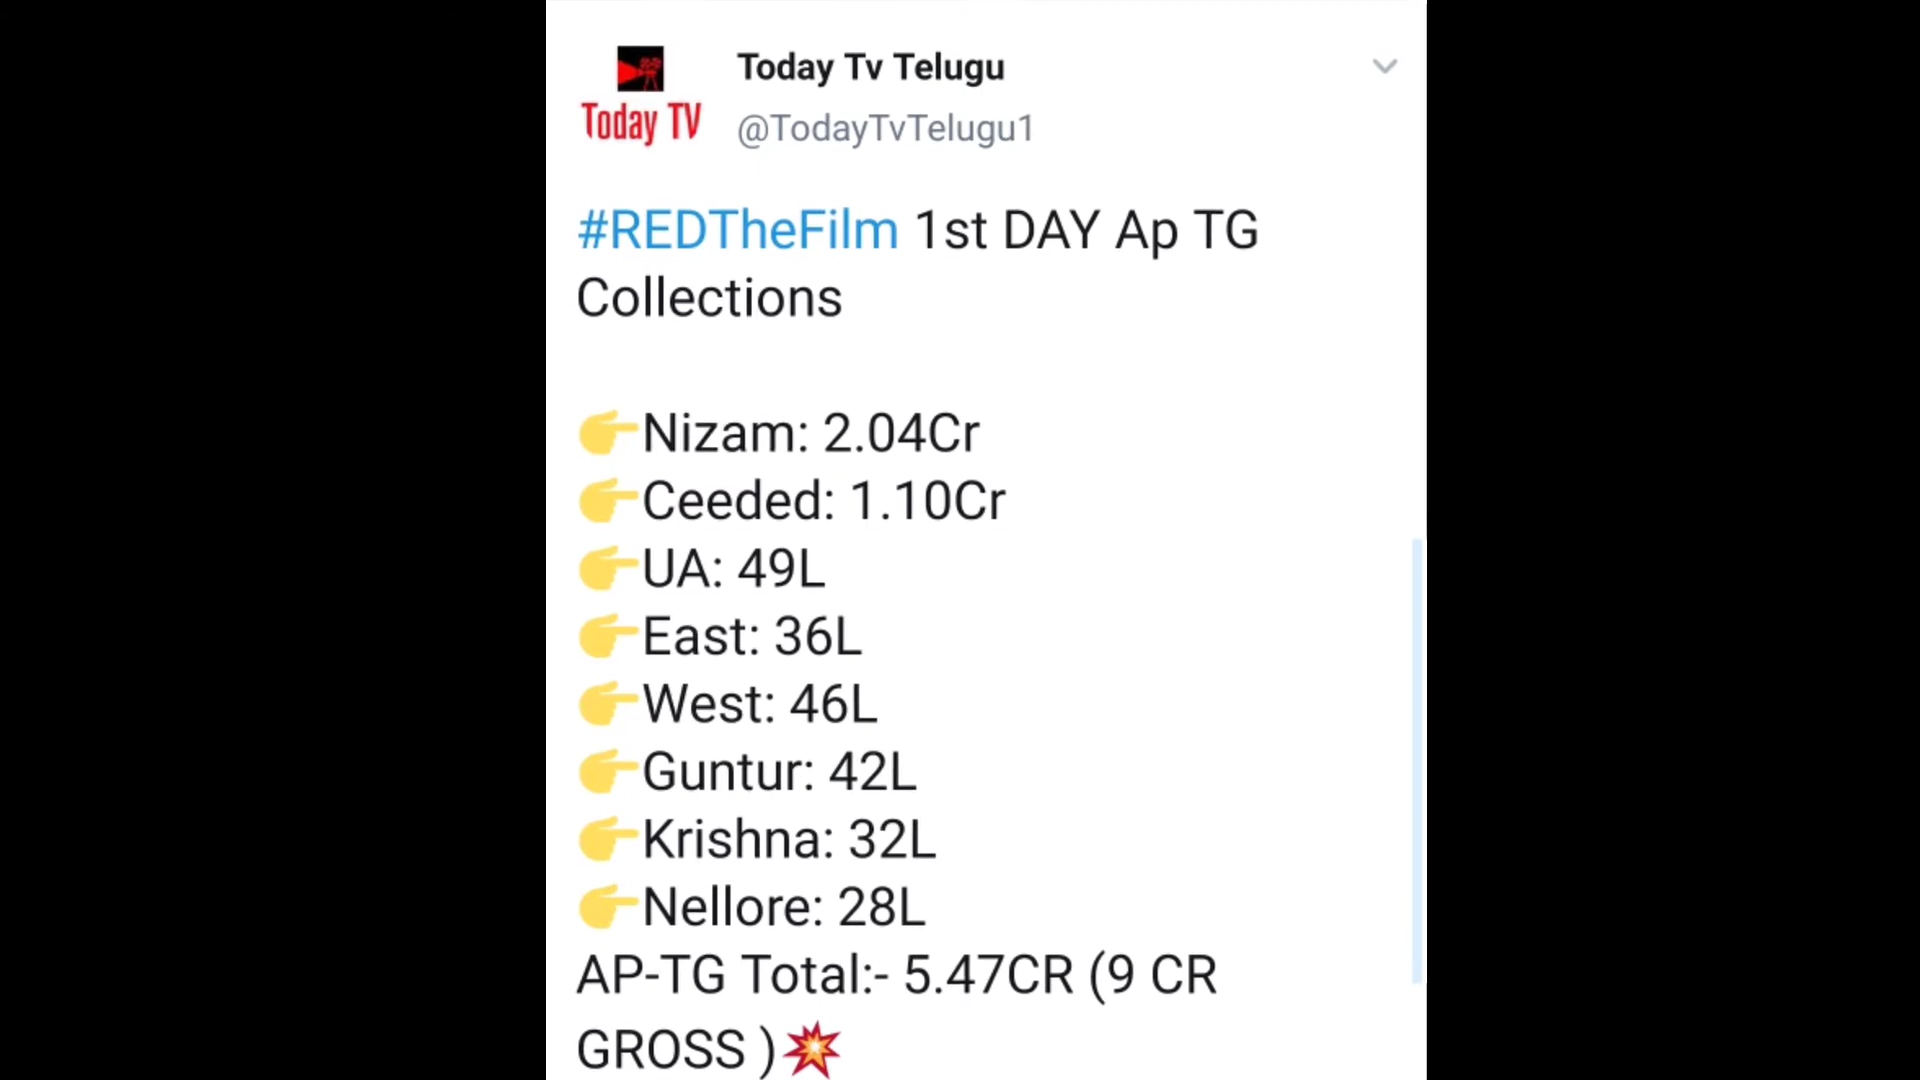 Today TV
Today Tv Telugu
@TodayTvTelugu1
#REDTheFilm 1st DAY Ap TG
Collections
👉Nizam: 2.04Cr
👉Ceeded: 1.10Cr
👉UA: 49L
👉East: 36L
👉West: 46L
👉Guntur: 42L
👉Krishna: 32L
👉Nellore: 28L
AP-TG Total:- 5.47CR (9 CR
GROSS )💥